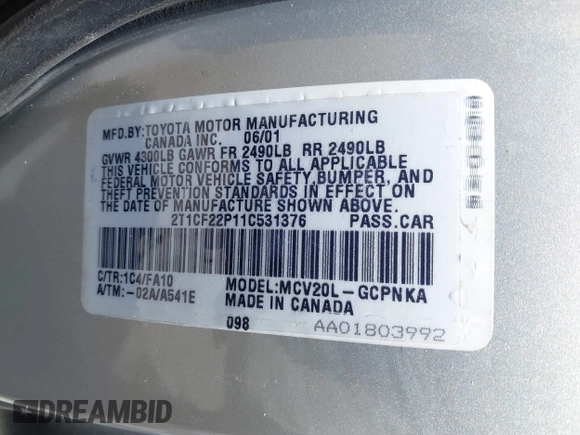 MFD.BY:TOYOTA MOTOR MANUFACTURING
CANADA INC. 06/01
GVWR 4300LB GAWR FR 2490LB RR 2490LB
THIS VEHICLE CONFORMS TO ALL APPLICABLE
FEDERAL MOTOR VEHICLE SAFETY,BUMPER, AND
THEFT PREVENTION STANDARDS IN EFFECT ON
THE DATE OF MANUFACTURE SHOWN ABOVE.
2T1CF22P11C531376 PASS.CAR
C/TR:1C4/FA10 MODEL:MCV20L-GCPNKA
A/TM:-02A/A541E MADE IN CANADA
098 AA01803992
DREAMBID